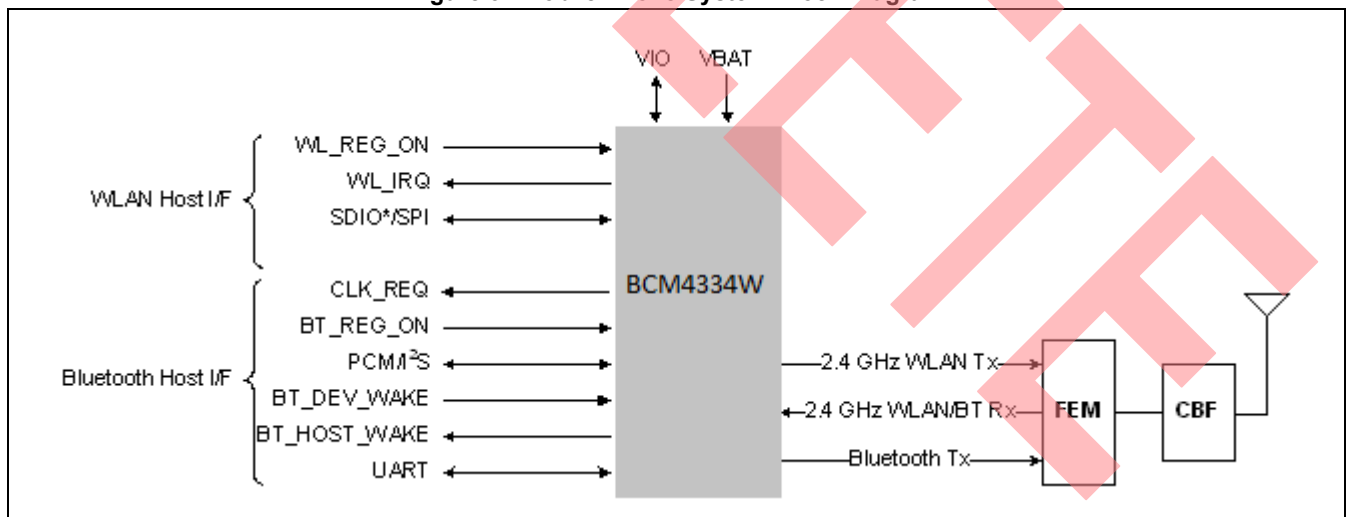 VIO VBAT
WL_REG_ON
WL_IRQ
WLAN Host I/F
SDIO*/SPI
BCM4334W
CLK_REQ
BT_REG_ON
PCM/I²S
Bluetooth Host I/F
BT_DEV_WAKE
BT_HOST_WAKE
UART
2.4 GHz WLAN Tx
2.4 GHz WLAN/BT Rx
Bluetooth Tx
FEM
CBF